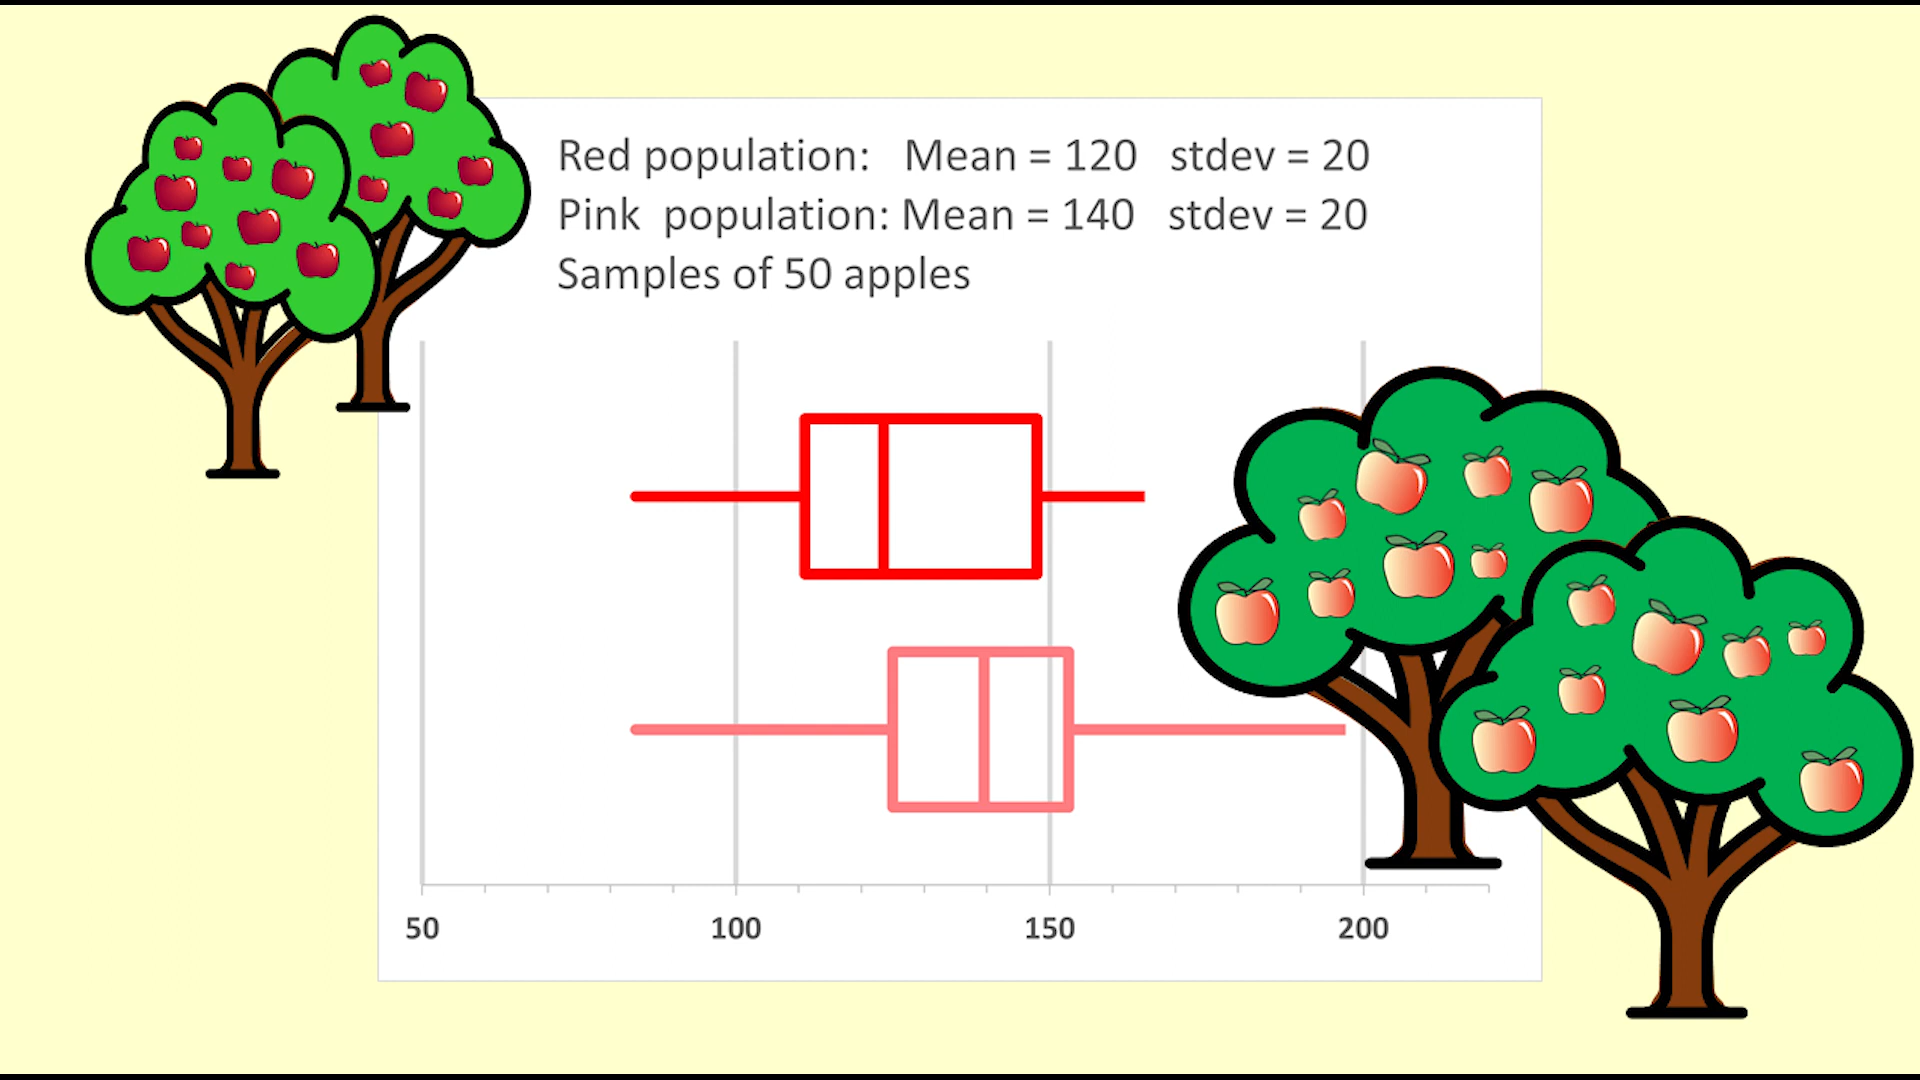 Red population: Mean = 120 stdev = 20
Pink population: Mean = 140 stdev = 20
Samples of 50 apples
50 100 150 200